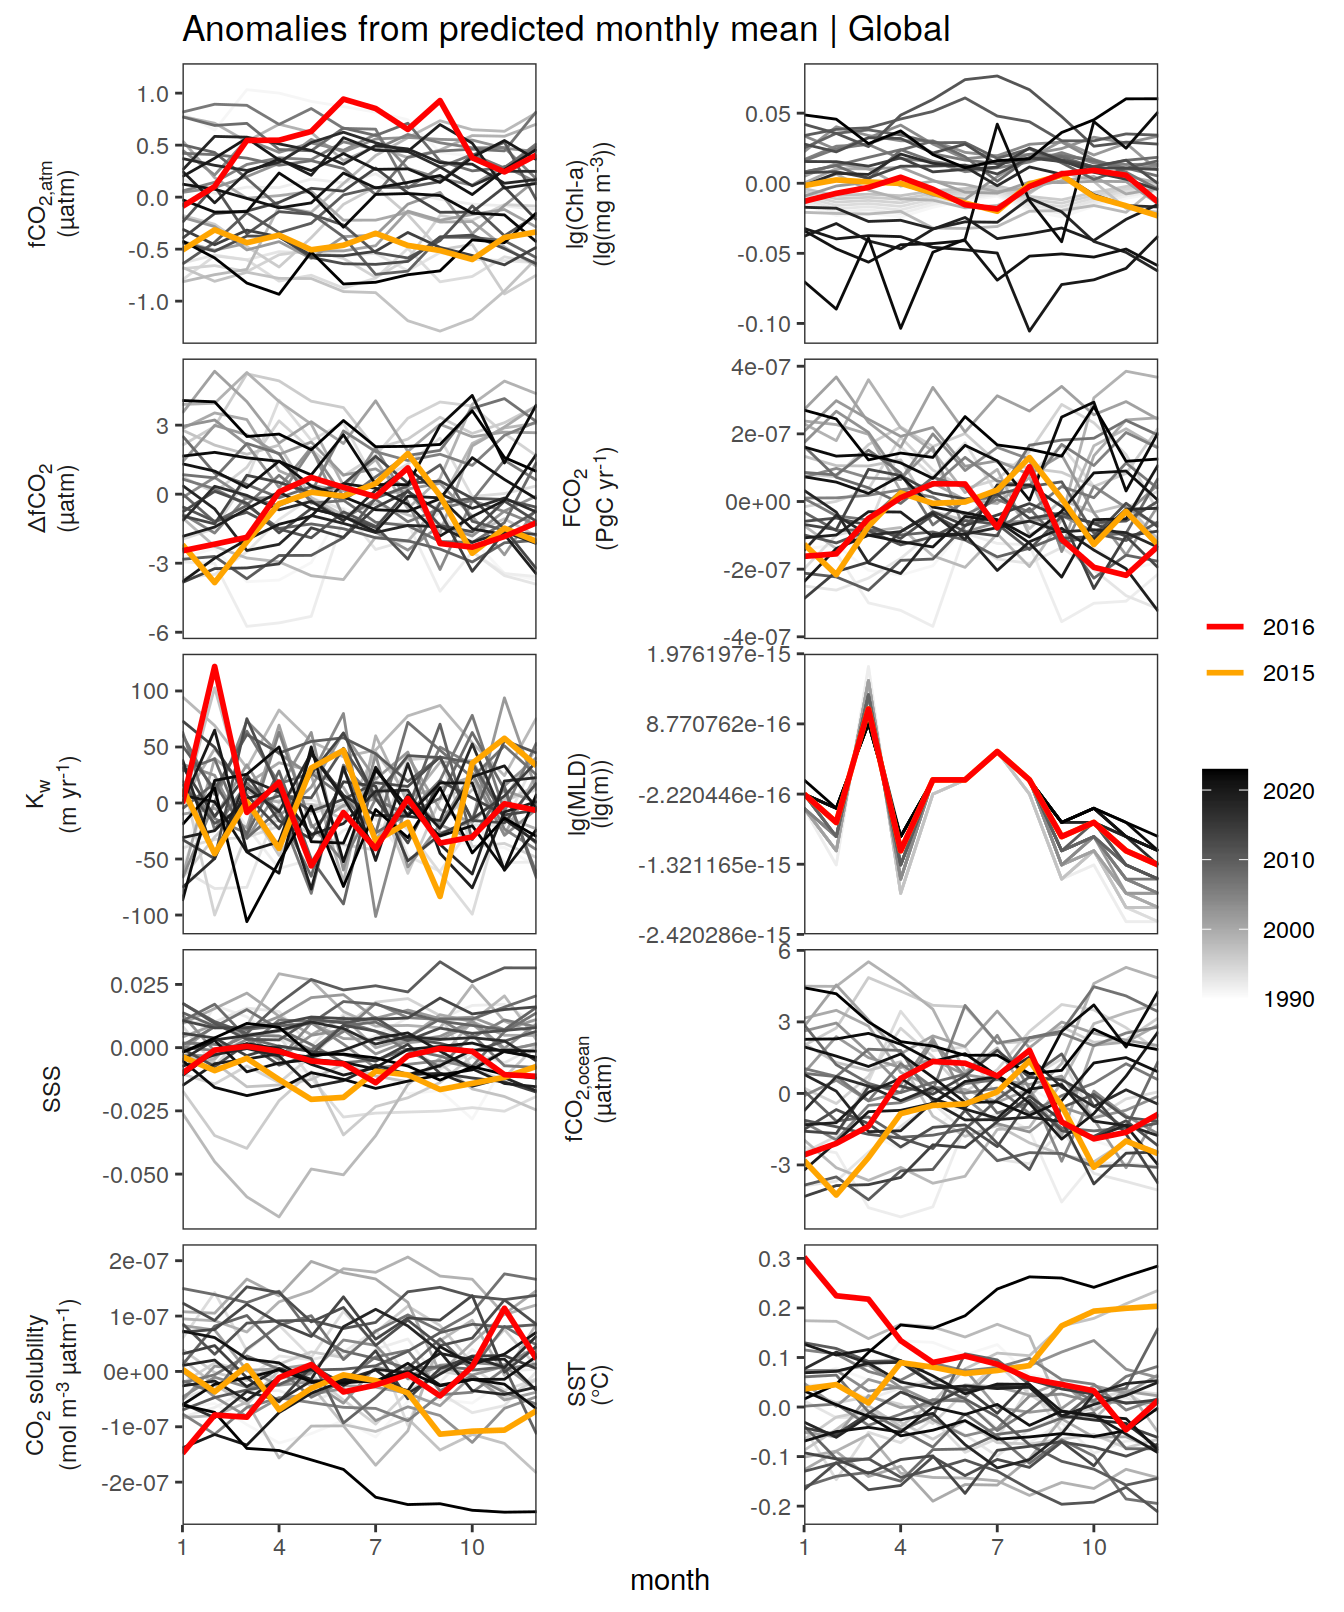 Anomalies from predicted monthly mean | Global
fCO2,atm
(µatm)
1.0
0.5
0.0
-0.5
-1.0
lg(Chl-a)
(lg(mg m-3))
0.05
0.00
-0.05
-0.10
ΔfCO2
(µatm)
3
0
-3
-6
FCO2
(PgC yr-1)
4e-07
2e-07
0e+00
-2e-07
-4e-07
Kw
(m yr-1)
100
50
0
-50
-100
lg(MLD)
(lg(m))
1.976197e-15
8.770762e-16
-2.220446e-16
-1.321165e-15
-2.420286e-15
SSS
0.025
0.000
-0.025
-0.050
fCO2,ocean
(µatm)
6
3
0
-3
CO2 solubility
(mol m-3 µatm-1)
2e-07
1e-07
0e+00
-1e-07
-2e-07
SST
(°C)
0.3
0.2
0.1
0.0
-0.1
-0.2
1 4 7 10
1 4 7 10
month
2016
2015
2020
2010
2000
1990